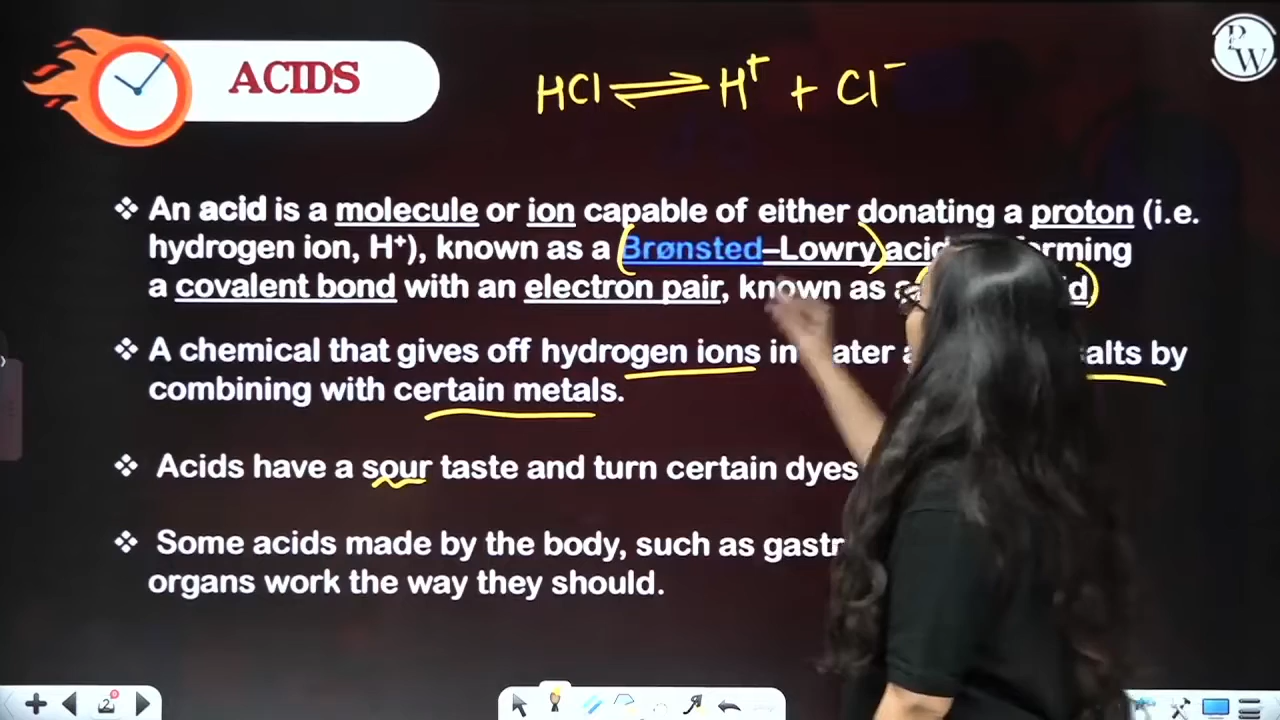 ACIDS
HCl ⇌ H⁺ + Cl⁻
PW
❖ An acid is a molecule or ion capable of either donating a proton (i.e.
hydrogen ion, H⁺), known as a Brønsted–Lowry
a covalent bond with an electron pair, known as
❖ A chemical that gives off hydrogen ions in by
combining with certain metals.
❖ Acids have a sour taste and turn certain dyes
❖ Some acids made by the body, such as
organs work the way they should.
2